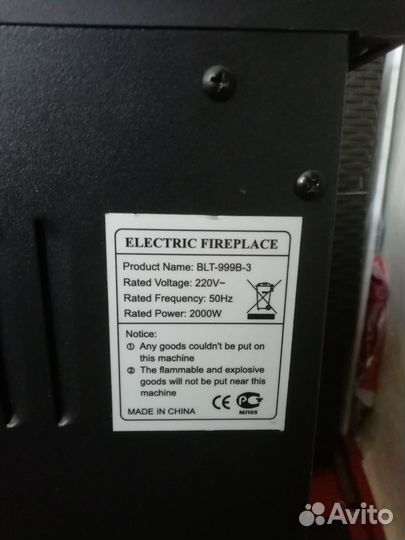 ELECTRIC FIREPLACE
Product Name: BLT-999B-3
Rated Voltage: 220V~
Rated Frequency: 50Hz
Rated Power: 2000W
Notice:
① Any goods couldn't be put on
this machine
② The flammable and explosive
goods will not be put near this
machine
MADE IN CHINA
CE
МЛ05
Avito